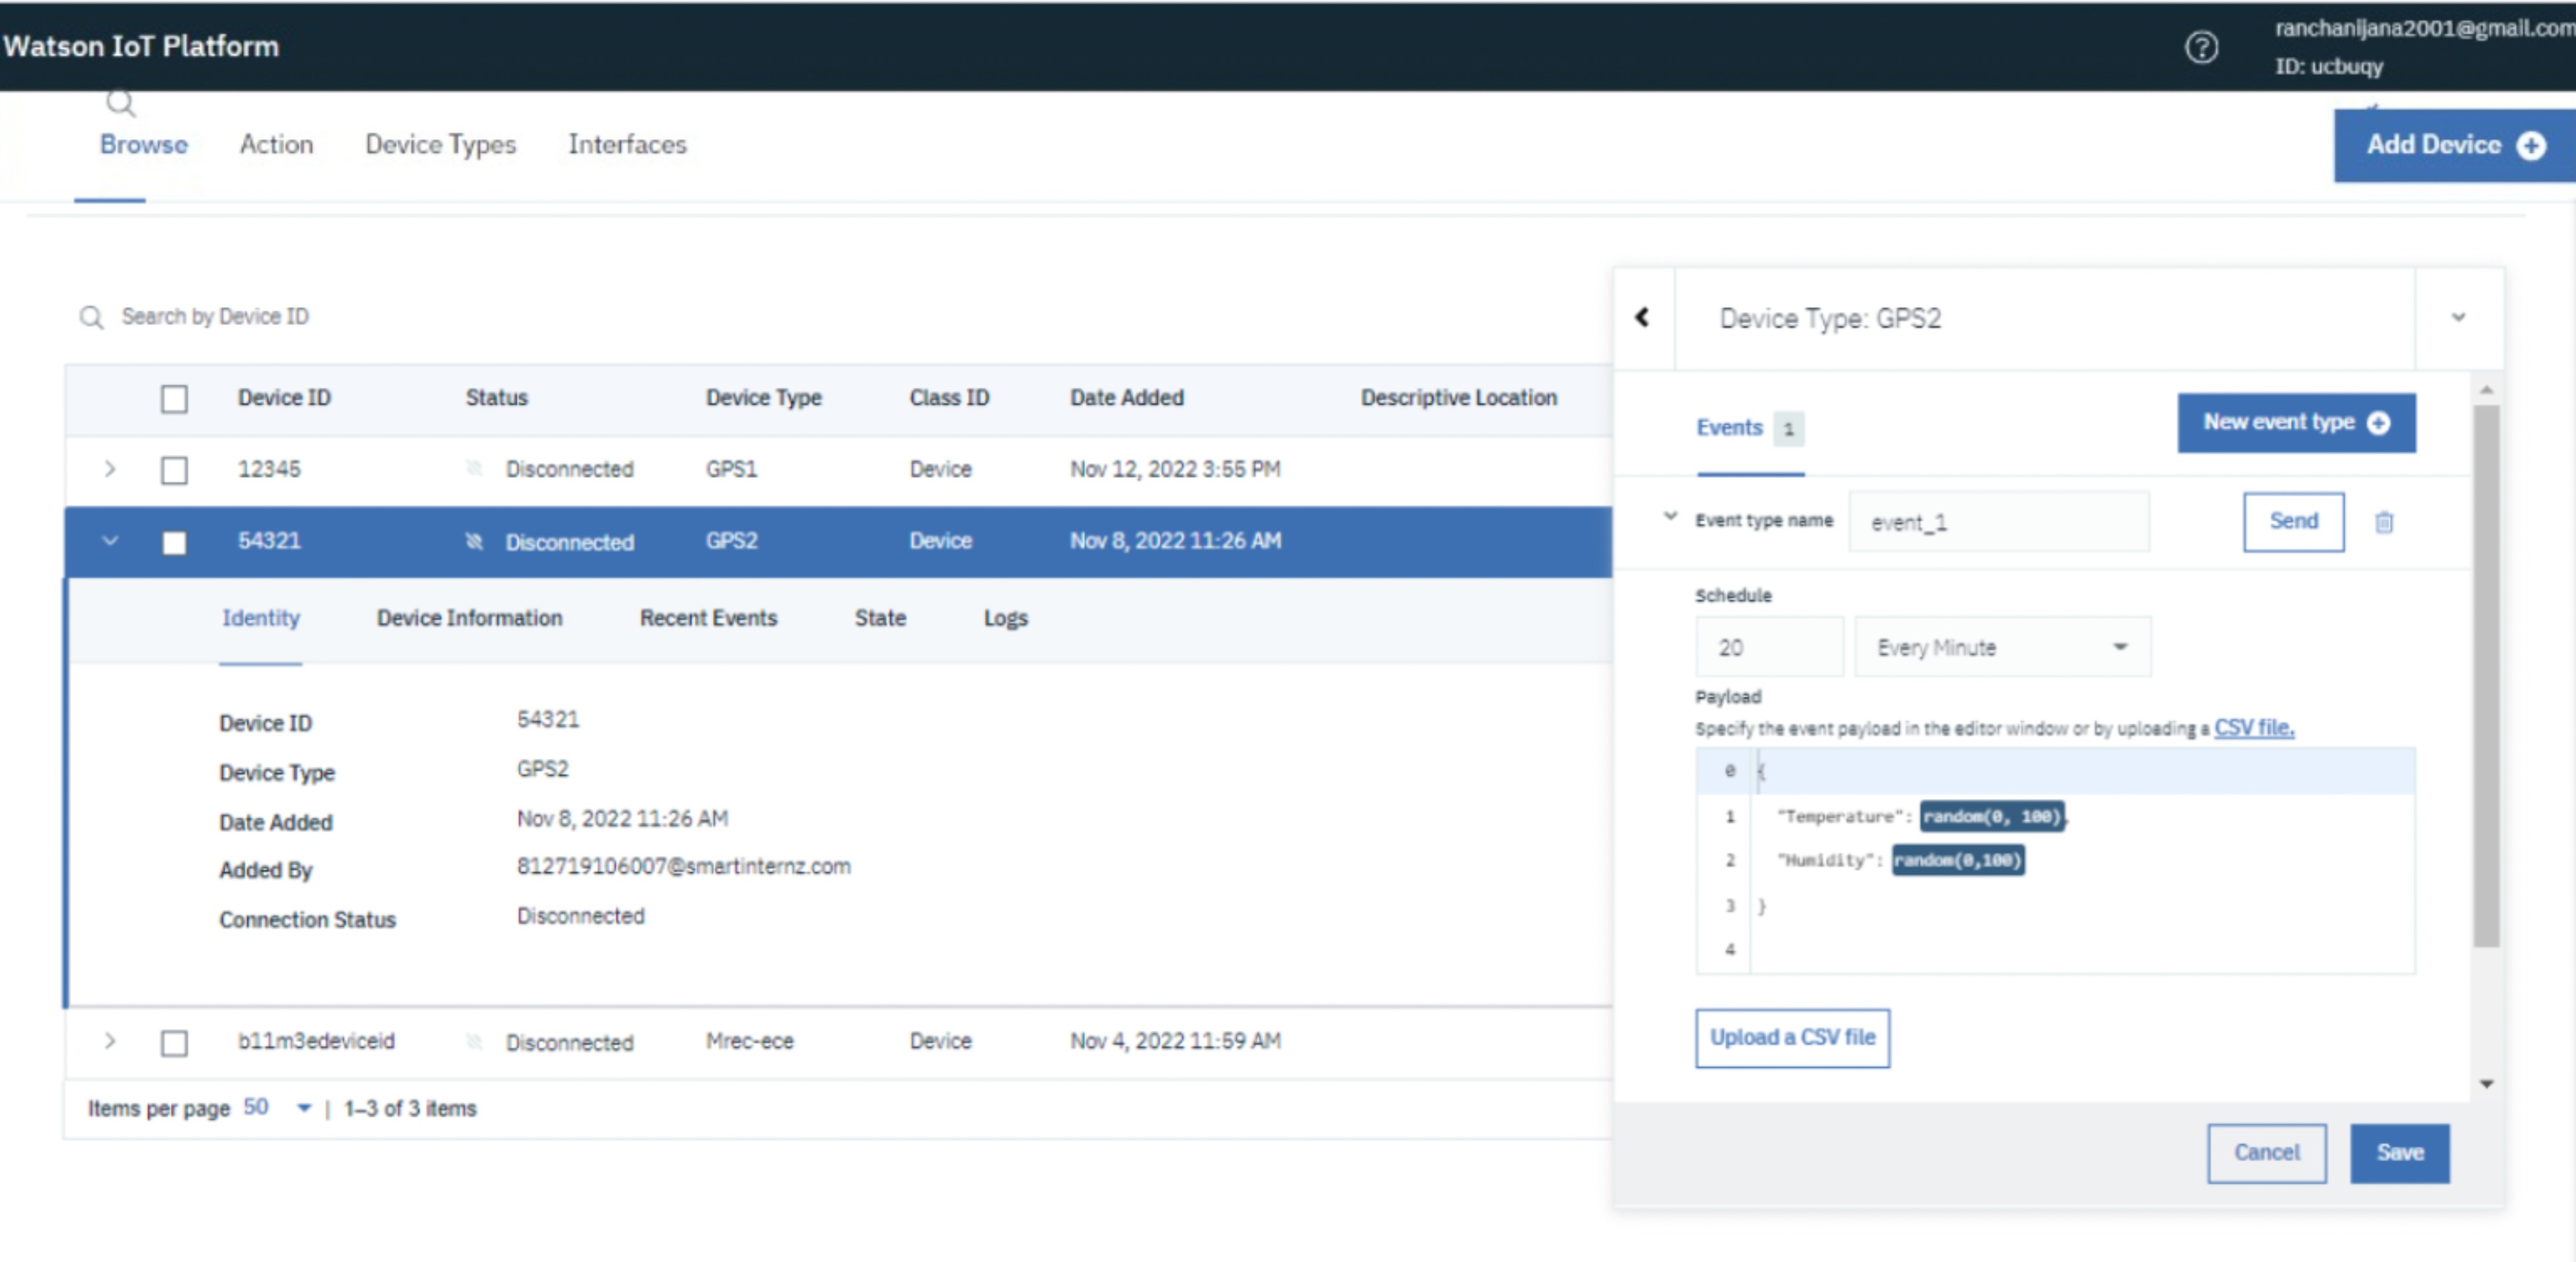 Watson IoT Platform
ranchanijana2001@gmail.com
ID: ucbuqy
Browse Action Device Types Interfaces
Add Device
Search by Device ID
Device ID Status Device Type Class ID Date Added Descriptive Location
12345 Disconnected GPS1 Device Nov 12, 2022 3:55 PM
54321 Disconnected GPS2 Device Nov 8, 2022 11:26 AM
Identity Device Information Recent Events State Logs
Device ID 54321
Device Type GPS2
Date Added Nov 8, 2022 11:26 AM
Added By 812719106007@smartinternz.com
Connection Status Disconnected
b11m3edeviceid Disconnected Mrec-ece Device Nov 4, 2022 11:59 AM
Items per page 50 | 1–3 of 3 items
Device Type: GPS2
Events 1
New event type
Event type name event_1 Send
Schedule
20 Every Minute
Payload
Specify the event payload in the editor window or by uploading a CSV file.
0 {
1 "Temperature": random(0, 100),
2 "Humidity": random(0,100)
3 }
4
Upload a CSV file
Cancel Save